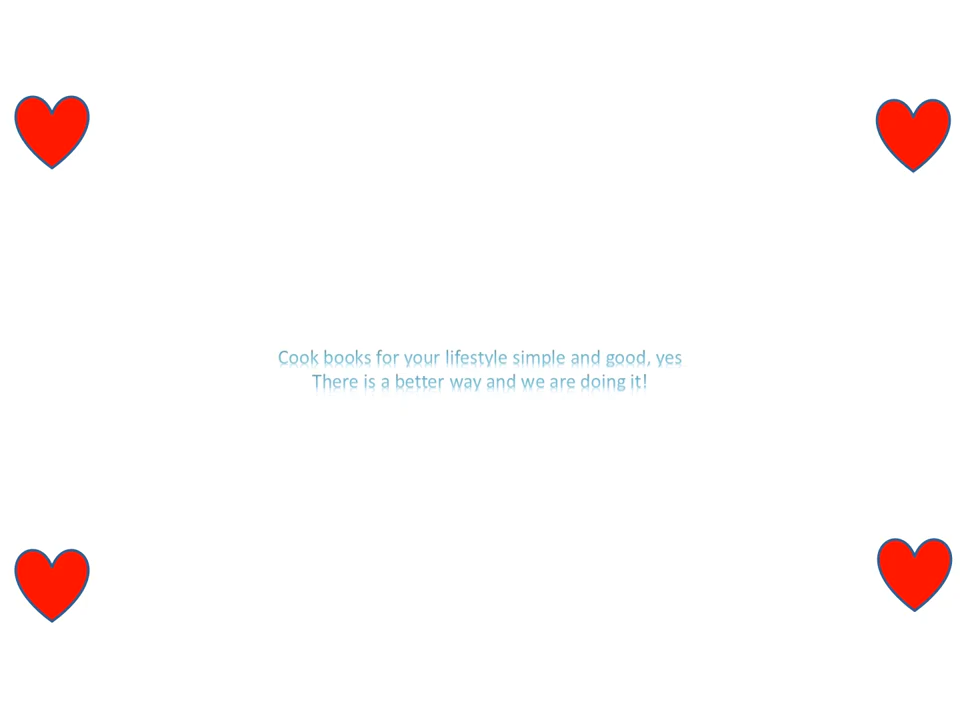 Cook books for your lifestyle simple and good, yes
There is a better way and we are doing it!